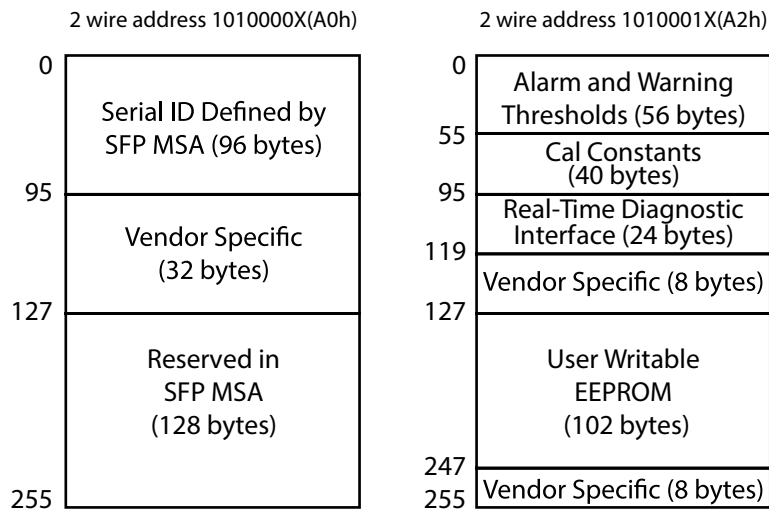 2 wire address 1010000X(A0h)
0
Serial ID Defined by
SFP MSA (96 bytes)
95
Vendor Specific
(32 bytes)
127
Reserved in
SFP MSA
(128 bytes)
255
2 wire address 1010001X(A2h)
0
Alarm and Warning
Thresholds (56 bytes)
55
Cal Constants
(40 bytes)
95
Real-Time Diagnostic
Interface (24 bytes)
119
Vendor Specific (8 bytes)
127
User Writable
EEPROM
(102 bytes)
247
Vendor Specific (8 bytes)
255